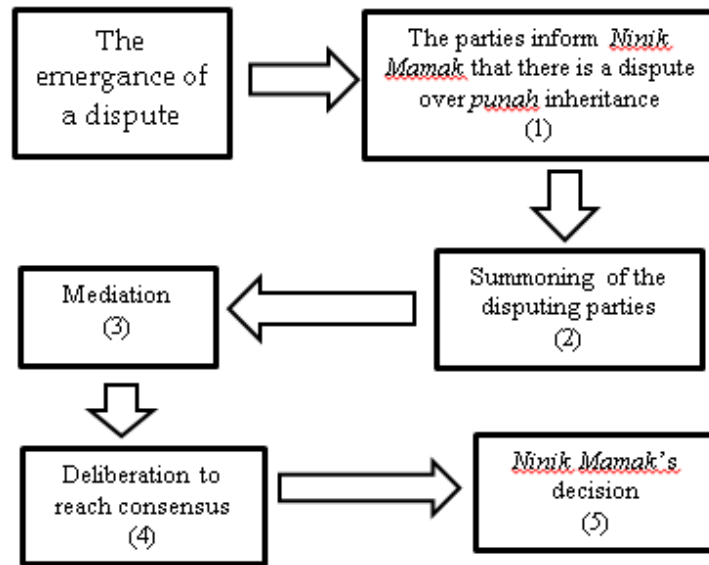 The
emergance of
a dispute
The parties inform Ninik
Mamak that there is a dispute
over punah inheritance
(1)
Summoning of the
disputing parties
(2)
Mediation
(3)
Deliberation to
reach consensus
(4)
Ninik Mamak's
decision
(5)